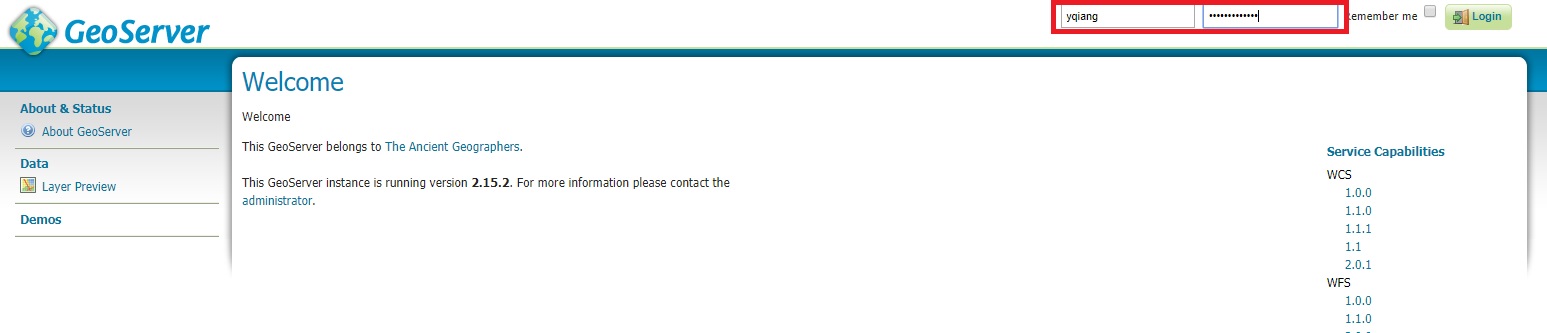 GeoServer
yqiang
•••••••••••••
Remember me
Login
Welcome
Welcome
This GeoServer belongs to The Ancient Geographers.
This GeoServer instance is running version 2.15.2. For more information please contact the
administrator.
About & Status
About GeoServer
Data
Layer Preview
Demos
Service Capabilities
WCS
1.0.0
1.1.0
1.1.1
1.1
2.0.1
WFS
1.0.0
1.1.0